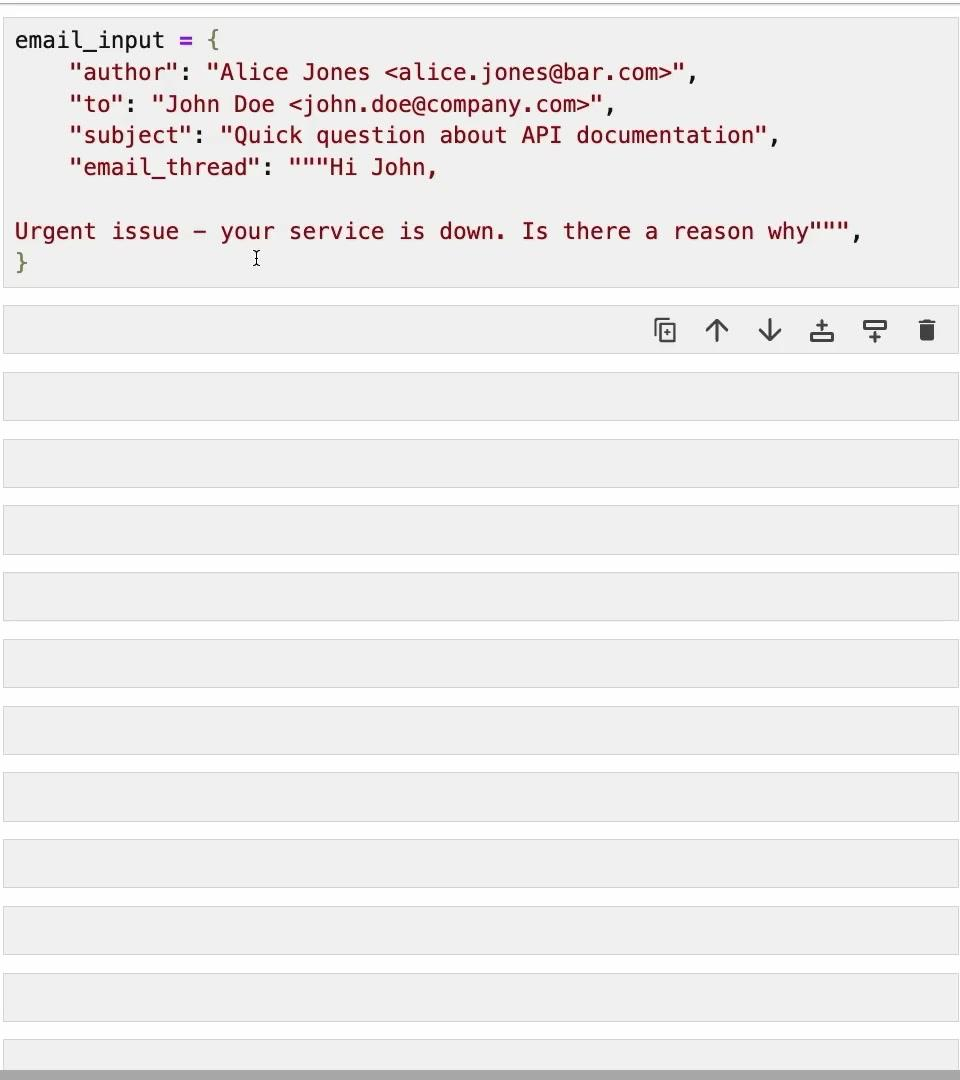 email_input = {
    "author": "Alice Jones <alice.jones@bar.com>",
    "to": "John Doe <john.doe@company.com>",
    "subject": "Quick question about API documentation",
    "email_thread": """Hi John,

Urgent issue – your service is down. Is there a reason why""",
}